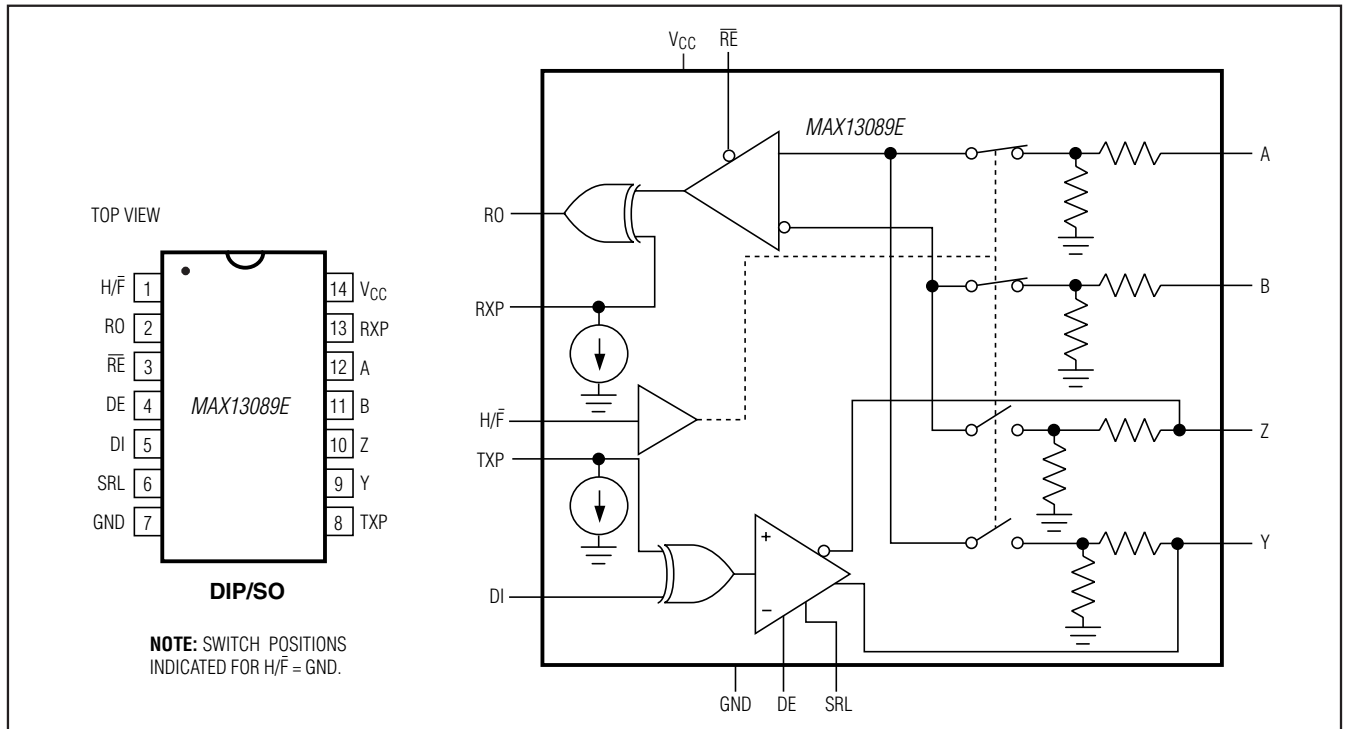 TOP VIEW
H/F̅ 1
RO 2
R̅E̅ 3
DE 4
DI 5
SRL 6
GND 7
MAX13089E
14 VCC
13 RXP
12 A
11 B
10 Z
9 Y
8 TXP
DIP/SO
NOTE: SWITCH POSITIONS
INDICATED FOR H/F̅ = GND.
VCC R̅E̅
MAX13089E
A
RO
B
RXP
H/F̅
Z
TXP
+
Y
DI
−
GND DE SRL